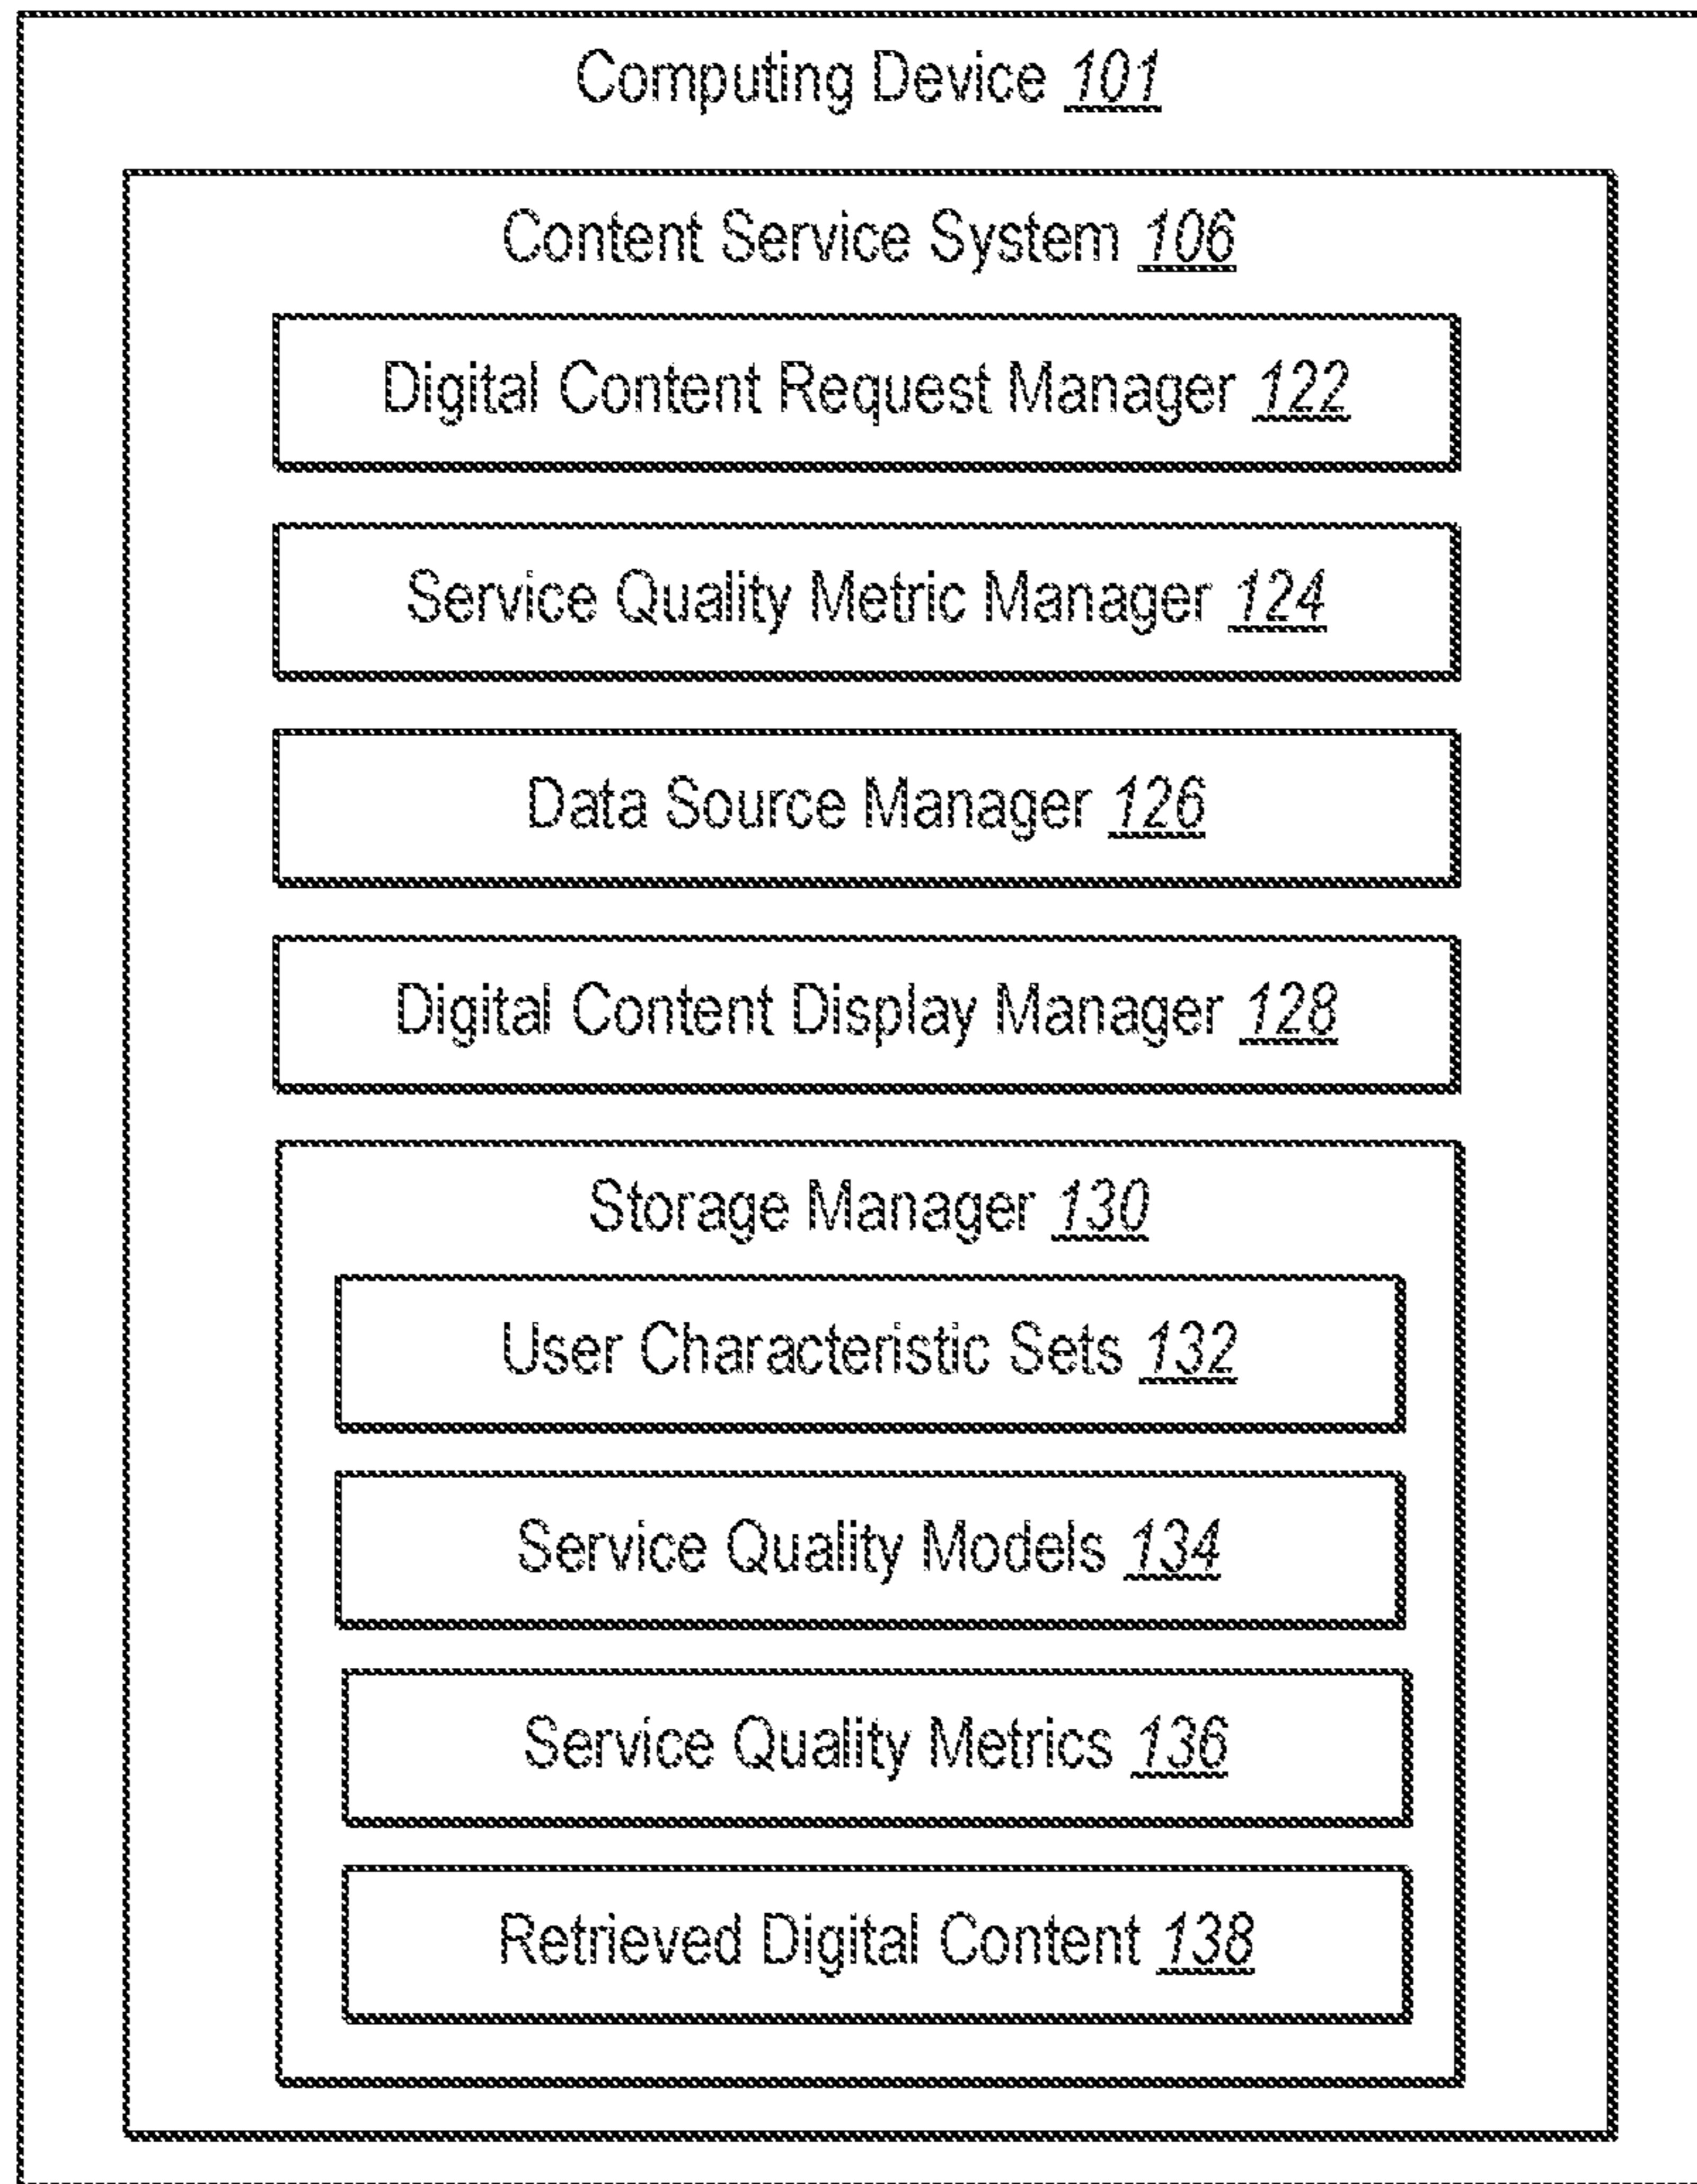 Computing Device 101
Content Service System 106
Digital Content Request Manager 122
Service Quality Metric Manager 124
Data Source Manager 126
Digital Content Display Manager 128
Storage Manager 130
User Characteristic Sets 132
Service Quality Models 134
Service Quality Metrics 136
Retrieved Digital Content 138